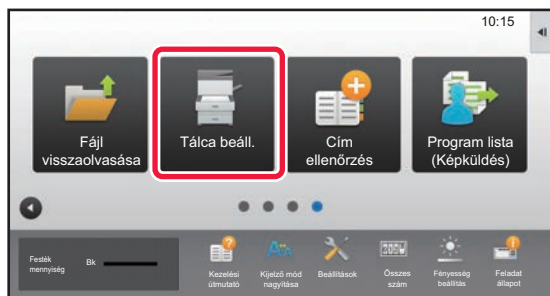 10:15
Fájl
visszaolvasása
Tálca beáll.
Cím
ellenőrzés
Program lista
(Képküldés)
Festék
mennyiség
Bk
Kezelési
útmutató
Kijelző mód
nagyítása
Beállítások
Összes
szám
Fényesség
beállítás
Feladat
állapot